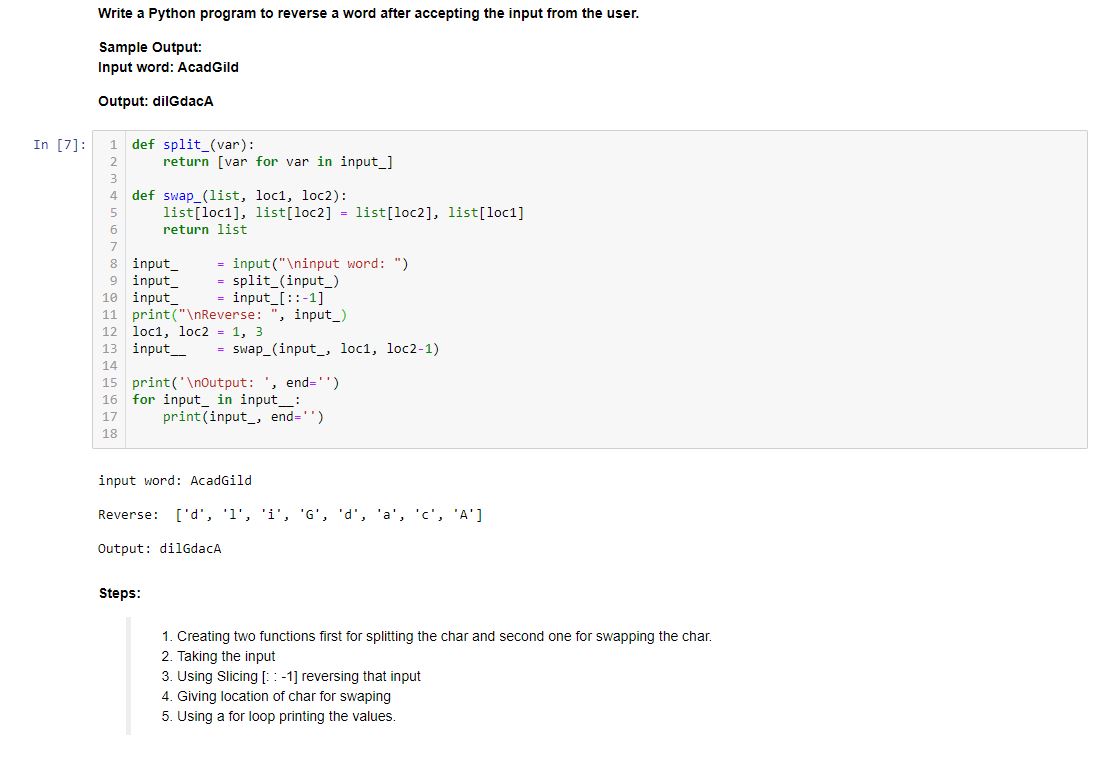 Write a Python program to reverse a word after accepting the input from the user.
Sample Output:
Input word: AcadGild
Output: dilGdacA
In [7]:
1 def split_(var):
2     return [var for var in input_]
3
4 def swap_(list, loc1, loc2):
5     list[loc1], list[loc2] = list[loc2], list[loc1]
6     return list
7
8 input_     = input("\ninput word: ")
9 input_     = split_(input_)
10 input_     = input_[::-1]
11 print("\nReverse: ", input_)
12 loc1, loc2 = 1, 3
13 input__    = swap_(input_, loc1, loc2-1)
14
15 print('\nOutput: ', end='')
16 for input_ in input__:
17     print(input_, end='')
18
input word: AcadGild
Reverse:  ['d', 'l', 'i', 'G', 'd', 'a', 'c', 'A']
Output: dilGdacA
Steps:
1. Creating two functions first for splitting the char and second one for swapping the char.
2. Taking the input
3. Using Slicing [: : -1] reversing that input
4. Giving location of char for swaping
5. Using a for loop printing the values.